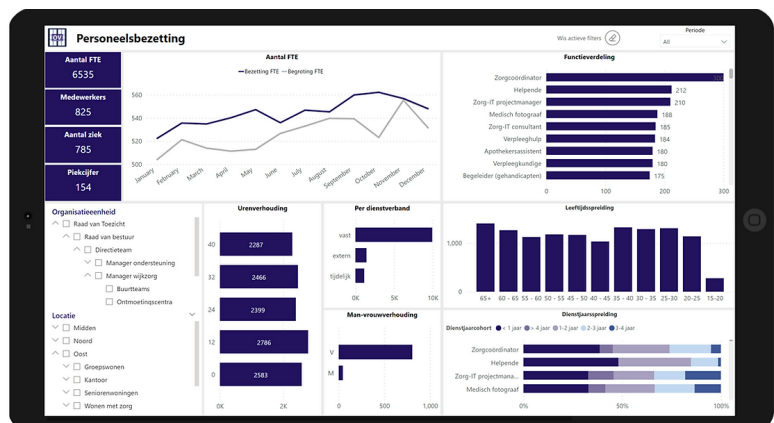 QV
Personeelsbezetting
Wis actieve filters
Periode
All
Aantal FTE
6535
Medewerkers
825
Aantal ziek
785
Piekcijfer
154
Aantal FTE
Bezetting FTE
Begroting FTE
560
540
520
500
January
February
March
April
May
June
July
August
September
October
November
December
Functieverdeling
Zorgcoördinator
Helpende
212
Zorg-IT projectmanager
210
Medisch fotograaf
188
Zorg-IT consultant
185
Verpleeghulp
184
Apothekersassistent
180
Verpleegkundige
180
Begeleider (gehandicapten)
175
0
100
200
300
Organisatieeenheid
Raad van Toezicht
Raad van bestuur
Directieteam
Manager ondersteuning
Manager wijkzorg
Buurtteams
Ontmoetingscentra
Locatie
Midden
Noord
Oost
Groepswonen
Kantoor
Seniorenwoningen
Wonen met zorg
Urenverhouding
40
2287
32
2466
24
2399
12
2786
0
2583
0K
2K
Per dienstverband
vast
extern
tijdelijk
0K
5K
10K
Man-vrouwverhouding
V
M
0
500
1,000
Leeftijdsspreiding
1,000
0
65+
60 - 65
55 - 60
50 - 55
45 - 50
40 - 45
35 - 40
30 - 35
25-30
20-25
15-20
Dienstjaarsspreiding
Dienstjaarcohort
< 1 jaar
> 4 jaar
1-2 jaar
2-3 jaar
3-4 jaar
Zorgcoördinator
Helpende
Zorg-IT projectmana...
Medisch fotograaf
0%
50%
100%